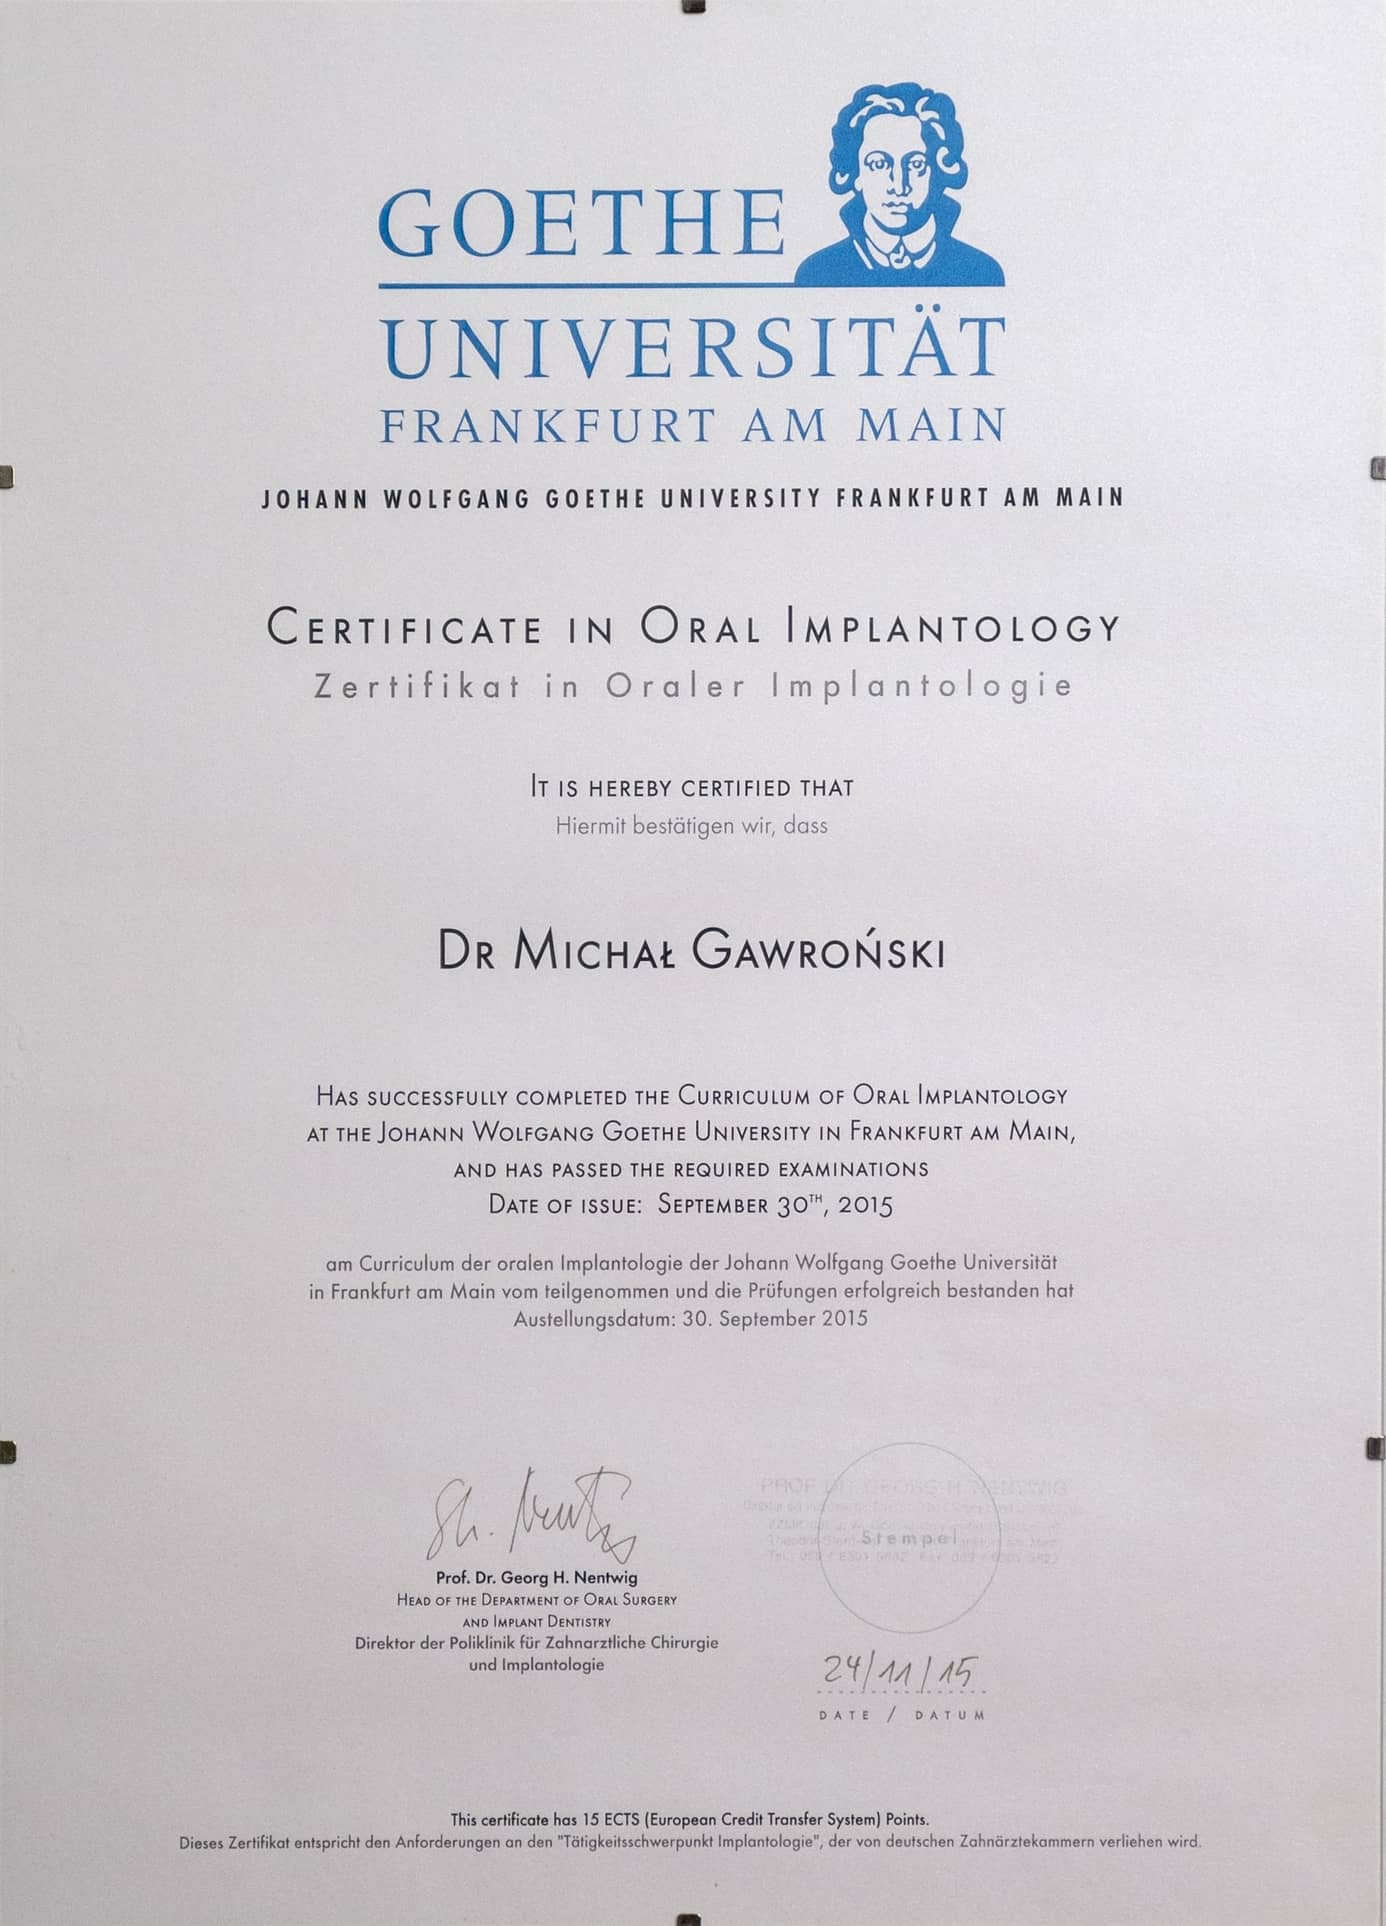 GOETHE
UNIVERSITÄT
FRANKFURT AM MAIN
JOHANN WOLFGANG GOETHE UNIVERSITY FRANKFURT AM MAIN
CERTIFICATE IN ORAL IMPLANTOLOGY
Zertifikat in Oraler Implantologie
IT IS HEREBY CERTIFIED THAT
Hiermit bestätigen wir, dass
DR MICHAŁ GAWROŃSKI
HAS SUCCESSFULLY COMPLETED THE CURRICULUM OF ORAL IMPLANTOLOGY
AT THE JOHANN WOLFGANG GOETHE UNIVERSITY IN FRANKFURT AM MAIN,
AND HAS PASSED THE REQUIRED EXAMINATIONS
DATE OF ISSUE: SEPTEMBER 30TH, 2015
am Curriculum der oralen Implantologie der Johann Wolfgang Goethe Universität
in Frankfurt am Main vom teilgenommen und die Prüfungen erfolgreich bestanden hat
Austellungsdatum: 30. September 2015
PROF. DR. GEORG H. NENTWIG
Stempel
Prof. Dr. Georg H. Nentwig
HEAD OF THE DEPARTMENT OF ORAL SURGERY
AND IMPLANT DENTISTRY
Direktor der Poliklinik für Zahnarztliche Chirurgie
und Implantologie
24/11/15
DATE / DATUM
This certificate has 15 ECTS (European Credit Transfer System) Points.
Dieses Zertifikat entspricht den Anforderungen an den "Tätigkeitsschwerpunkt Implantologie", der von deutschen Zahnärztekammern verliehen wird.